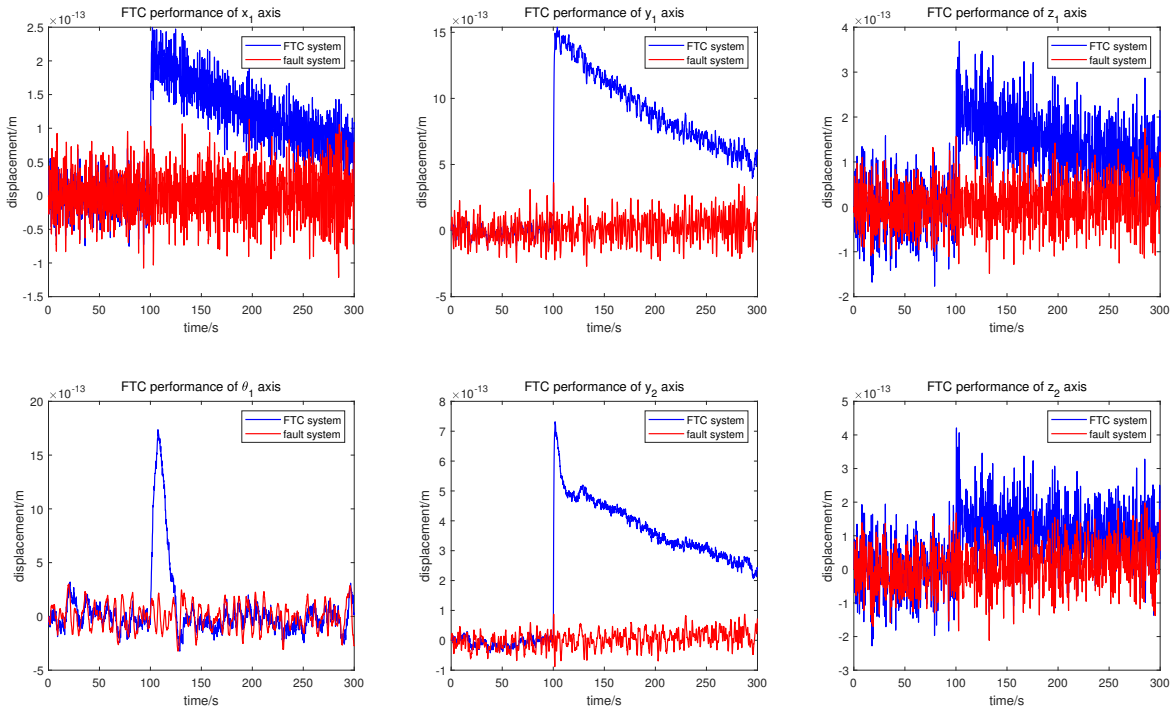 FTC performance of x1 axis
×10-13
FTC system
fault system
2.5
2
1.5
1
0.5
0
-0.5
-1
-1.5
displacement/m
0 50 100 150 200 250 300
time/s
FTC performance of y1 axis
×10-14
FTC system
fault system
15
10
5
0
-5
displacement/m
0 50 100 150 200 250 300
time/s
FTC performance of z1 axis
×10-13
FTC system
fault system
4
3
2
1
0
-1
-2
displacement/m
0 50 100 150 200 250 300
time/s
FTC performance of θ1 axis
×10-13
FTC system
fault system
20
15
10
5
0
-5
displacement/m
0 50 100 150 200 250 300
time/s
FTC performance of y2 axis
×10-13
FTC system
fault system
8
7
6
5
4
3
2
1
0
-1
displacement/m
0 50 100 150 200 250 300
time/s
FTC performance of z2 axis
×10-13
FTC system
fault system
5
4
3
2
1
0
-1
-2
-3
displacement/m
0 50 100 150 200 250 300
time/s